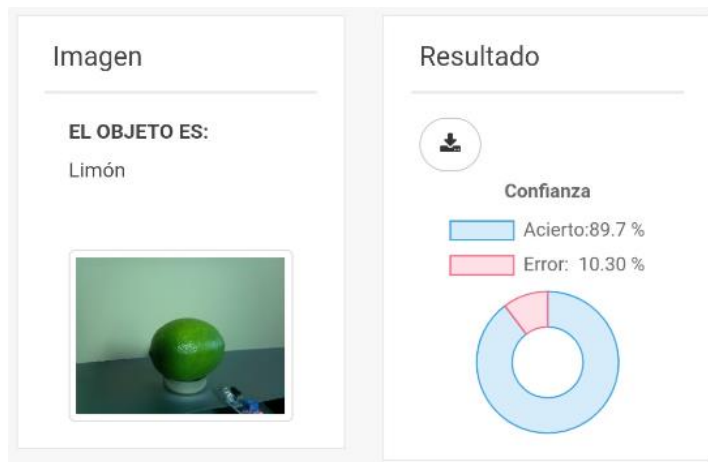 Imagen
EL OBJETO ES:
Limón
Resultado
Confianza
Acierto:89.7 %
Error: 10.30 %